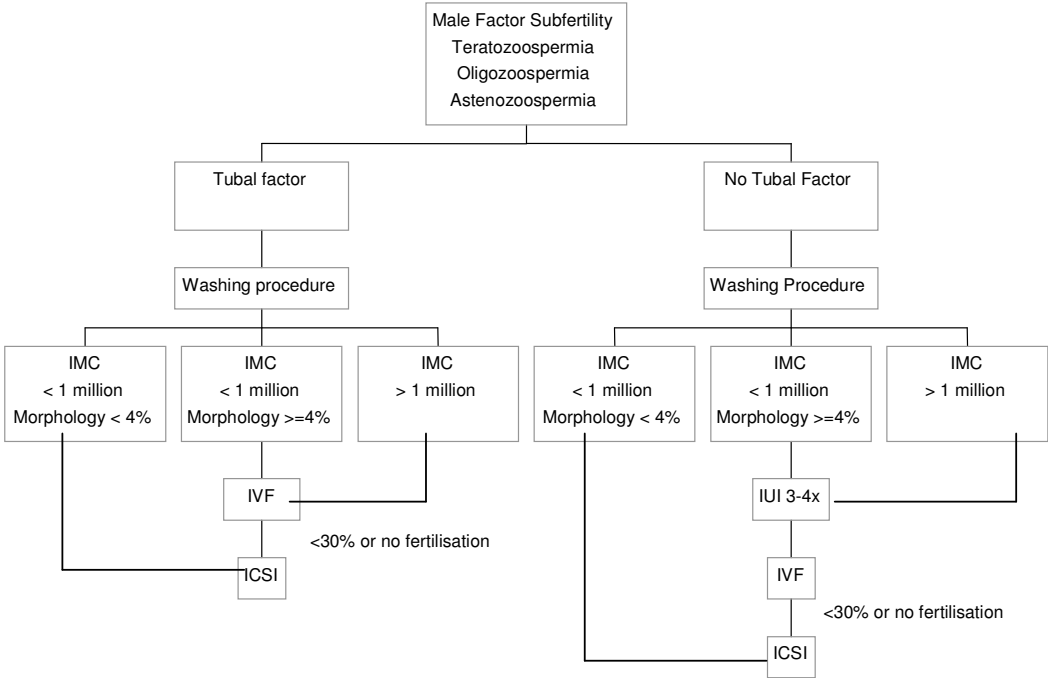 Male Factor Subfertility
Teratozoospermia
Oligozoospermia
Astenozoospermia
Tubal factor
No Tubal Factor
Washing procedure
Washing Procedure
IMC
< 1 million
Morphology < 4%
IMC
< 1 million
Morphology >=4%
IMC
> 1 million
IMC
< 1 million
Morphology < 4%
IMC
< 1 million
Morphology >=4%
IMC
> 1 million
IVF
<30% or no fertilisation
ICSI
IUI 3-4x
IVF
<30% or no fertilisation
ICSI